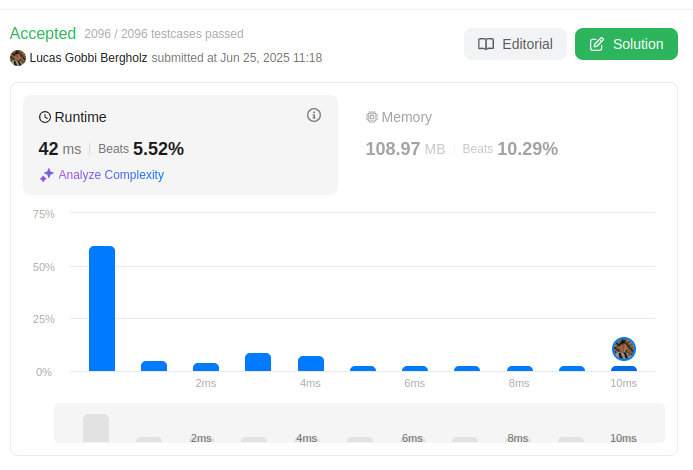 Accepted 2096 / 2096 testcases passed
Lucas Gobbi Bergholz submitted at Jun 25, 2025 11:18
Editorial
Solution
Runtime
42 ms Beats 5.52%
Analyze Complexity
Memory
108.97 MB Beats 10.29%
75%
50%
25%
0%
2ms 4ms 6ms 8ms 10ms
2ms 4ms 6ms 8ms 10ms